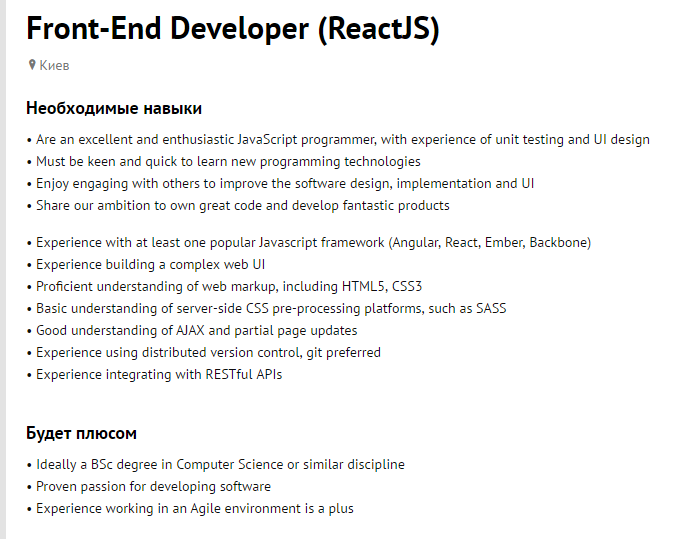 Front-End Developer (ReactJS)
Киев
Необходимые навыки
• Are an excellent and enthusiastic JavaScript programmer, with experience of unit testing and UI design
• Must be keen and quick to learn new programming technologies
• Enjoy engaging with others to improve the software design, implementation and UI
• Share our ambition to own great code and develop fantastic products
• Experience with at least one popular Javascript framework (Angular, React, Ember, Backbone)
• Experience building a complex web UI
• Proficient understanding of web markup, including HTML5, CSS3
• Basic understanding of server-side CSS pre-processing platforms, such as SASS
• Good understanding of AJAX and partial page updates
• Experience using distributed version control, git preferred
• Experience integrating with RESTful APIs
Будет плюсом
• Ideally a BSc degree in Computer Science or similar discipline
• Proven passion for developing software
• Experience working in an Agile environment is a plus